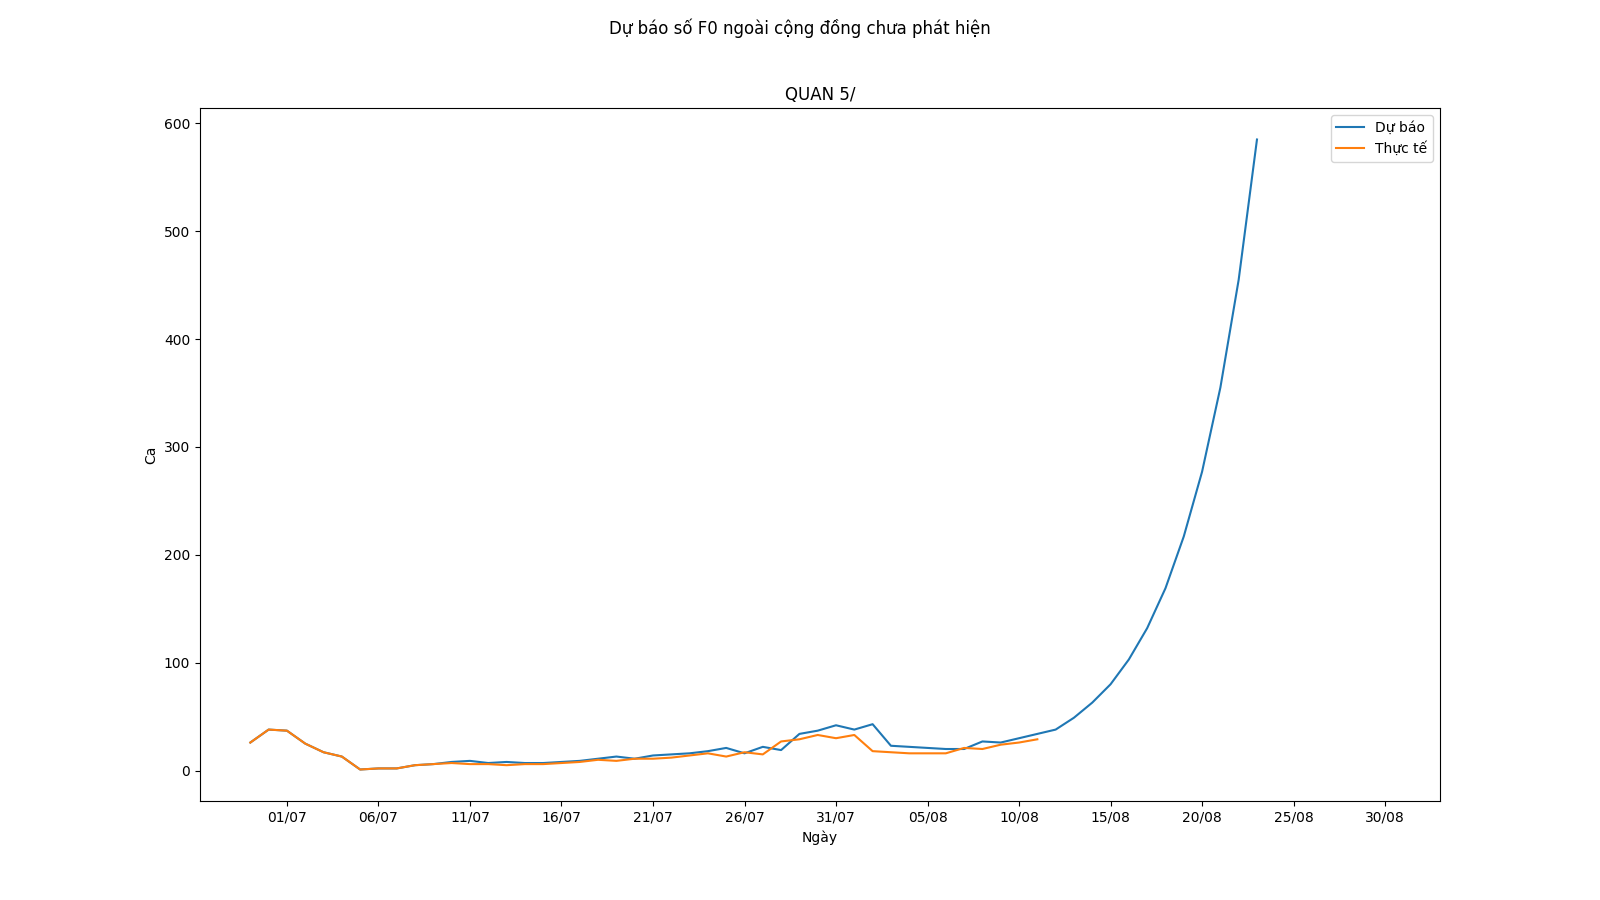 Dự báo số F0 ngoài cộng đồng chưa phát hiện
QUAN 5/
600
500
400
300
200
100
0
Ca
Dự báo
Thực tế
01/07 06/07 11/07 16/07 21/07 26/07 31/07 05/08 10/08 15/08 20/08 25/08 30/08
Ngày